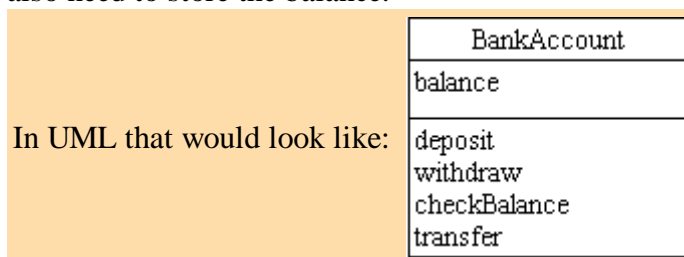 also need to store the balance.
BankAccount
balance
In UML that would look like:
deposit
withdraw
checkBalance
transfer